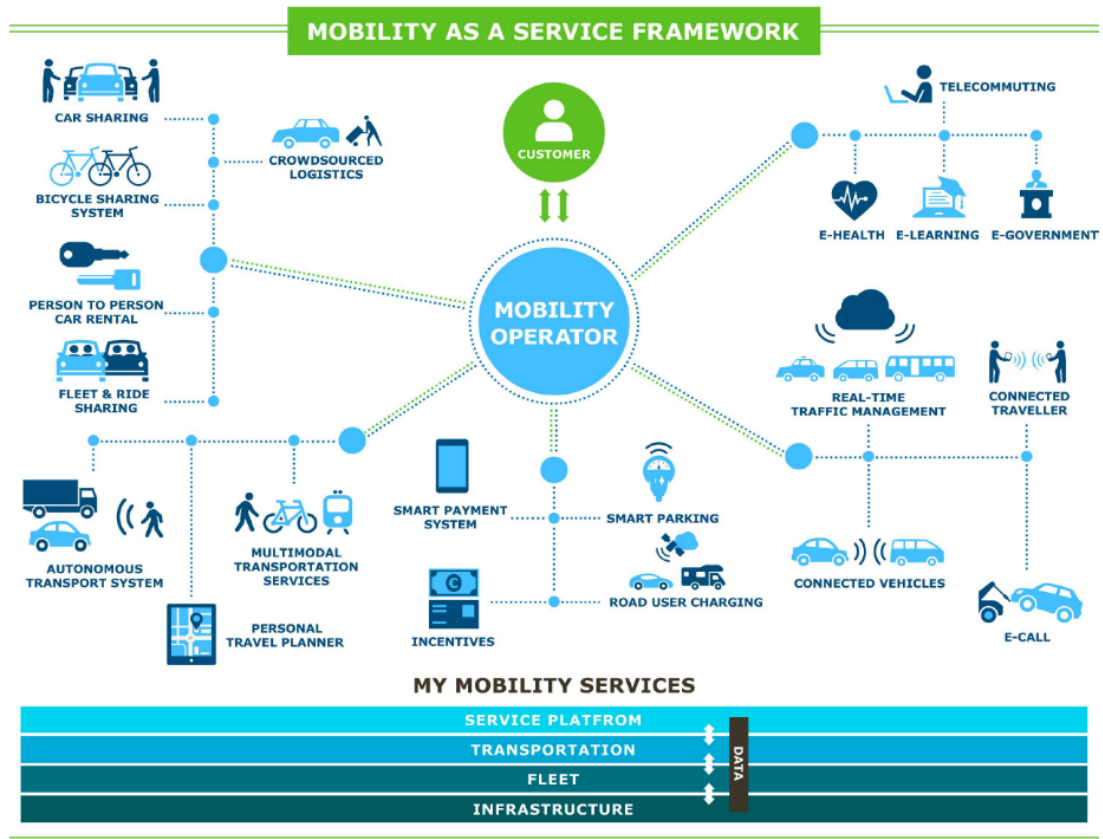 MOBILITY AS A SERVICE FRAMEWORK
CUSTOMER
MOBILITY
OPERATOR
CAR SHARING
CROWDSOURCED
LOGISTICS
BICYCLE SHARING
SYSTEM
PERSON TO PERSON
CAR RENTAL
FLEET & RIDE
SHARING
TELECOMMUTING
E-HEALTH
E-LEARNING
E-GOVERNMENT
REAL-TIME
TRAFFIC MANAGEMENT
CONNECTED
TRAVELLER
AUTONOMOUS
TRANSPORT SYSTEM
MULTIMODAL
TRANSPORTATION
SERVICES
PERSONAL
TRAVEL PLANNER
SMART PAYMENT
SYSTEM
SMART PARKING
INCENTIVES
ROAD USER CHARGING
CONNECTED VEHICLES
E-CALL
MY MOBILITY SERVICES
SERVICE PLATFROM
TRANSPORTATION
FLEET
INFRASTRUCTURE
DATA